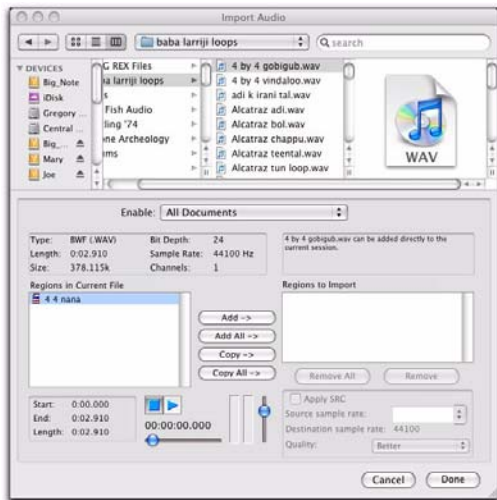 Import Audio
baba larriji loops
search
DEVICES
Big_Note
iDisk
Gregory ...
Central ...
Big_...
Mary
Joe
G REX Files
a larriji loops
s
Fish Audio
ling '74
ne Archeology
ms
4 by 4 gobigub.wav
4 by 4 vindaloo.wav
adi k irani tal.wav
Alcatraz adi.wav
Alcatraz bol.wav
Alcatraz chappu.wav
Alcatraz teental.wav
Alcatraz tun loop.wav
WAV
Enable: All Documents
Type: BWF (.WAV) Bit Depth: 24
Length: 0:02.910 Sample Rate: 44100 Hz
Size: 378.115k Channels: 1
4 by 4 gobigub.wav can be added directly to the
current session.
Regions in Current File
4 4 nana
Add ->
Add All ->
Copy ->
Copy All ->
Regions to Import
Remove All Remove
Start: 0:00.000
End: 0:02.910
Length: 0:02.910
00:00:00.000
Apply SRC
Source sample rate:
Destination sample rate: 44100
Quality: Better
Cancel Done